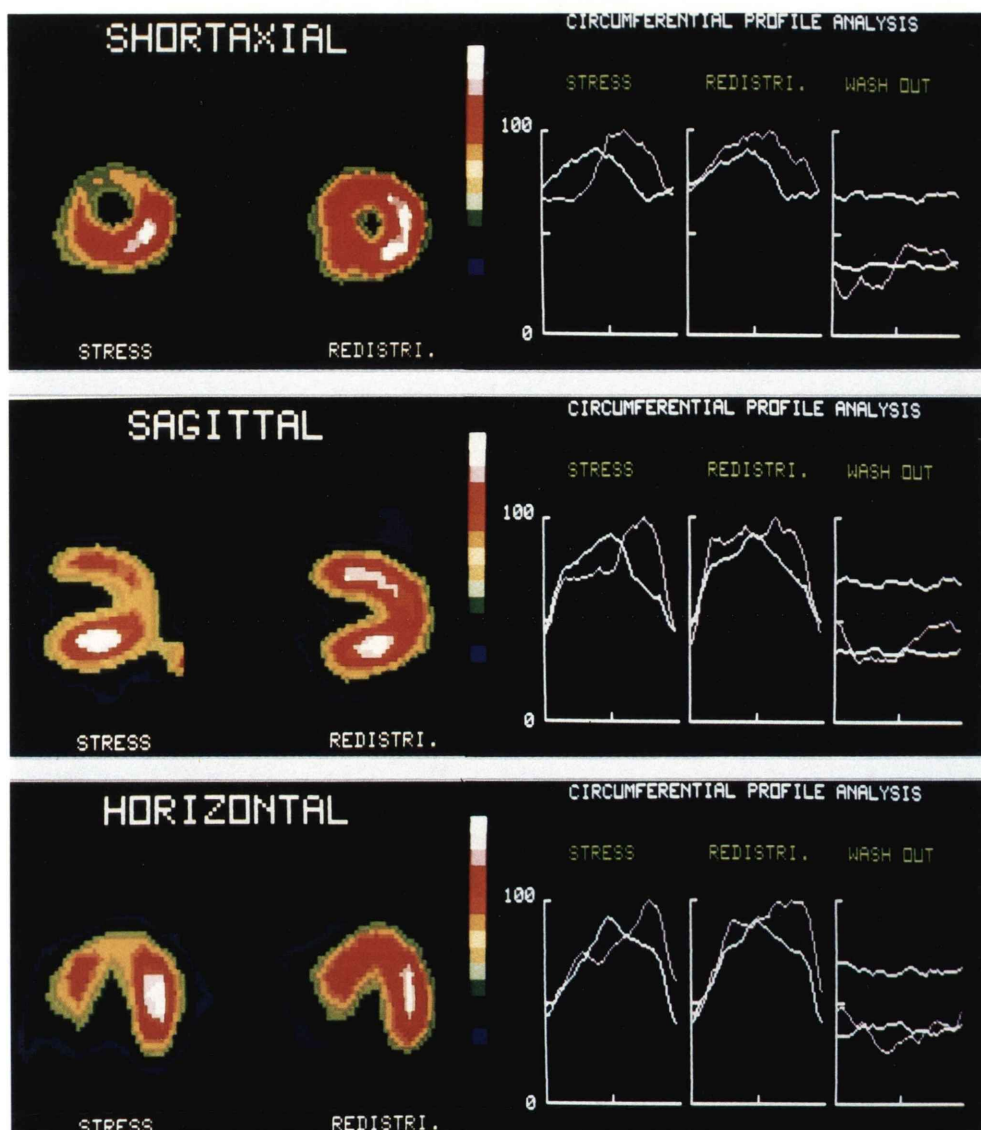 SHORTAXIAL
STRESS
REDISTRI.
CIRCUMFERENTIAL PROFILE ANALYSIS
STRESS REDISTRI. WASH OUT
100
0
SAGITTAL
STRESS
REDISTRI.
CIRCUMFERENTIAL PROFILE ANALYSIS
STRESS REDISTRI. WASH OUT
100
0
HORIZONTAL
STRESS
REDISTRI.
CIRCUMFERENTIAL PROFILE ANALYSIS
STRESS REDISTRI. WASH OUT
100
0